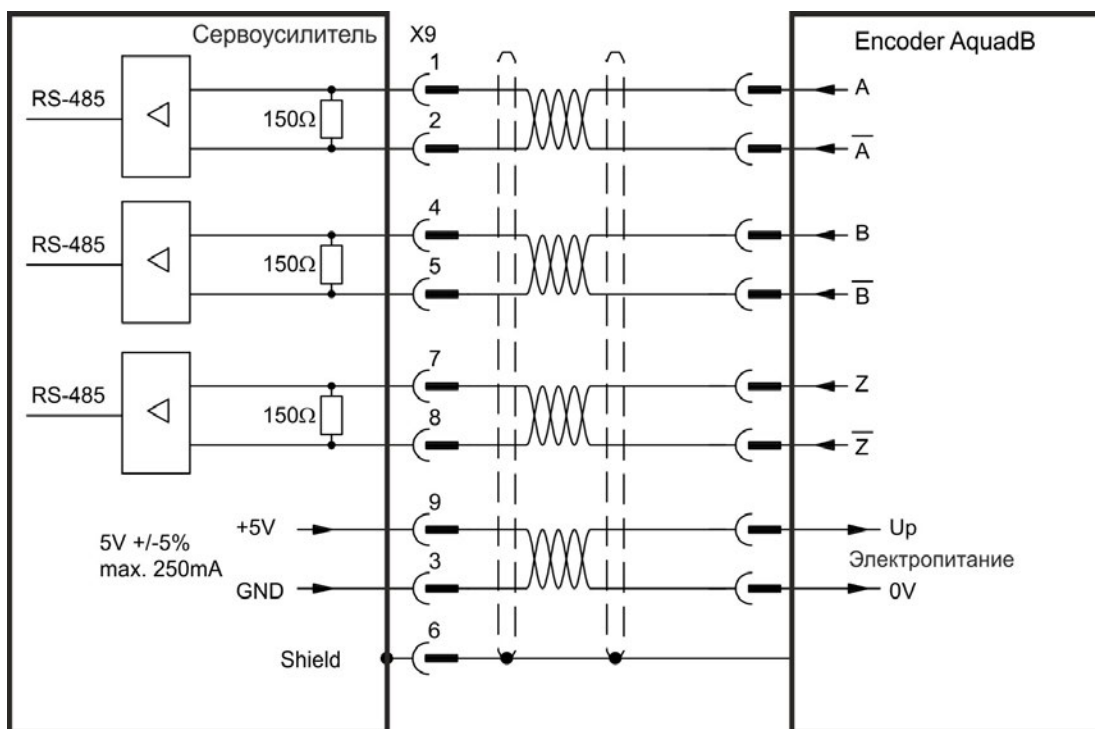 Сервоусилитель
X9
Encoder AquadB
RS-485
150Ω
1
2
A
A̅
RS-485
150Ω
4
5
B
B̅
RS-485
150Ω
7
8
Z
Z̅
5V +/-5%
max. 250mA
+5V
GND
9
3
Up
Электропитание
0V
Shield
6